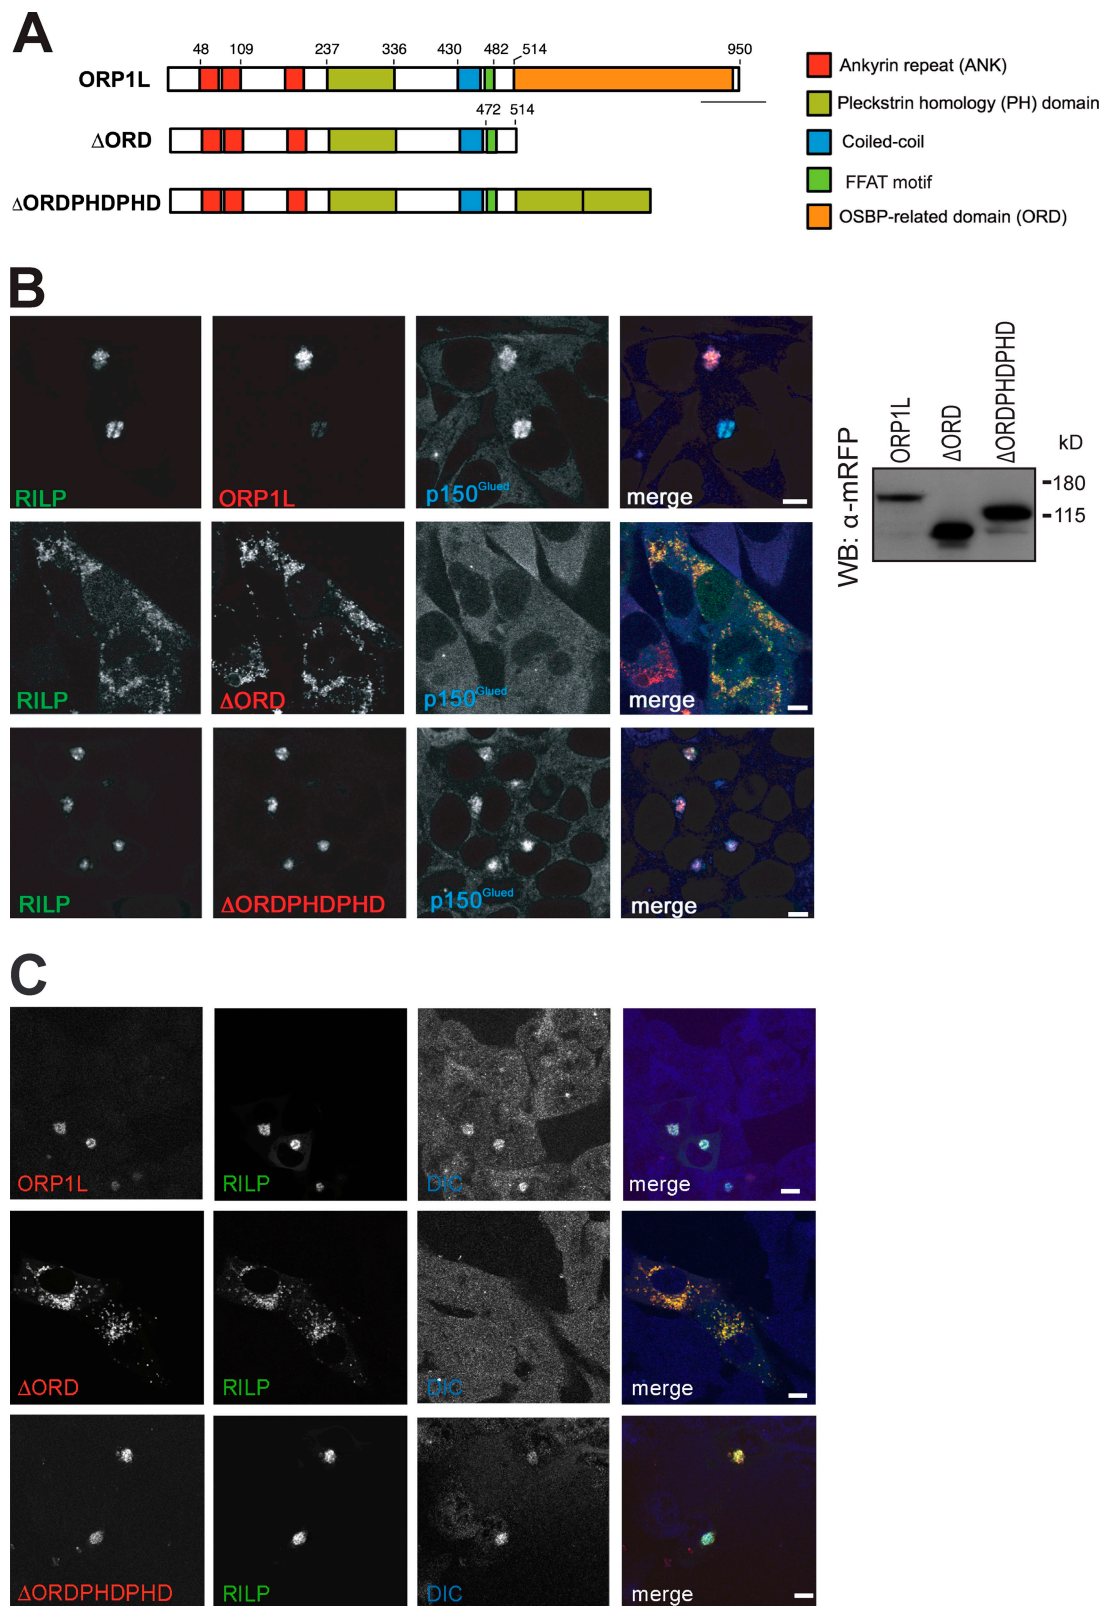 A
48 109 237 336 430 482 514 950
ORP1L
472 514
ΔORD
ΔORDPHDPHD
Ankyrin repeat (ANK)
Pleckstrin homology (PH) domain
Coiled-coil
FFAT motif
OSBP-related domain (ORD)
B
RILP ORP1L p150Glued merge
RILP ΔORD p150Glued merge
RILP ΔORDPHDPHD p150Glued merge
WB: α-mRFP
ORP1L ΔORD ΔORDPHDPHD
kD
180
115
C
ORP1L RILP DIC merge
ΔORD RILP DIC merge
ΔORDPHDPHD RILP DIC merge